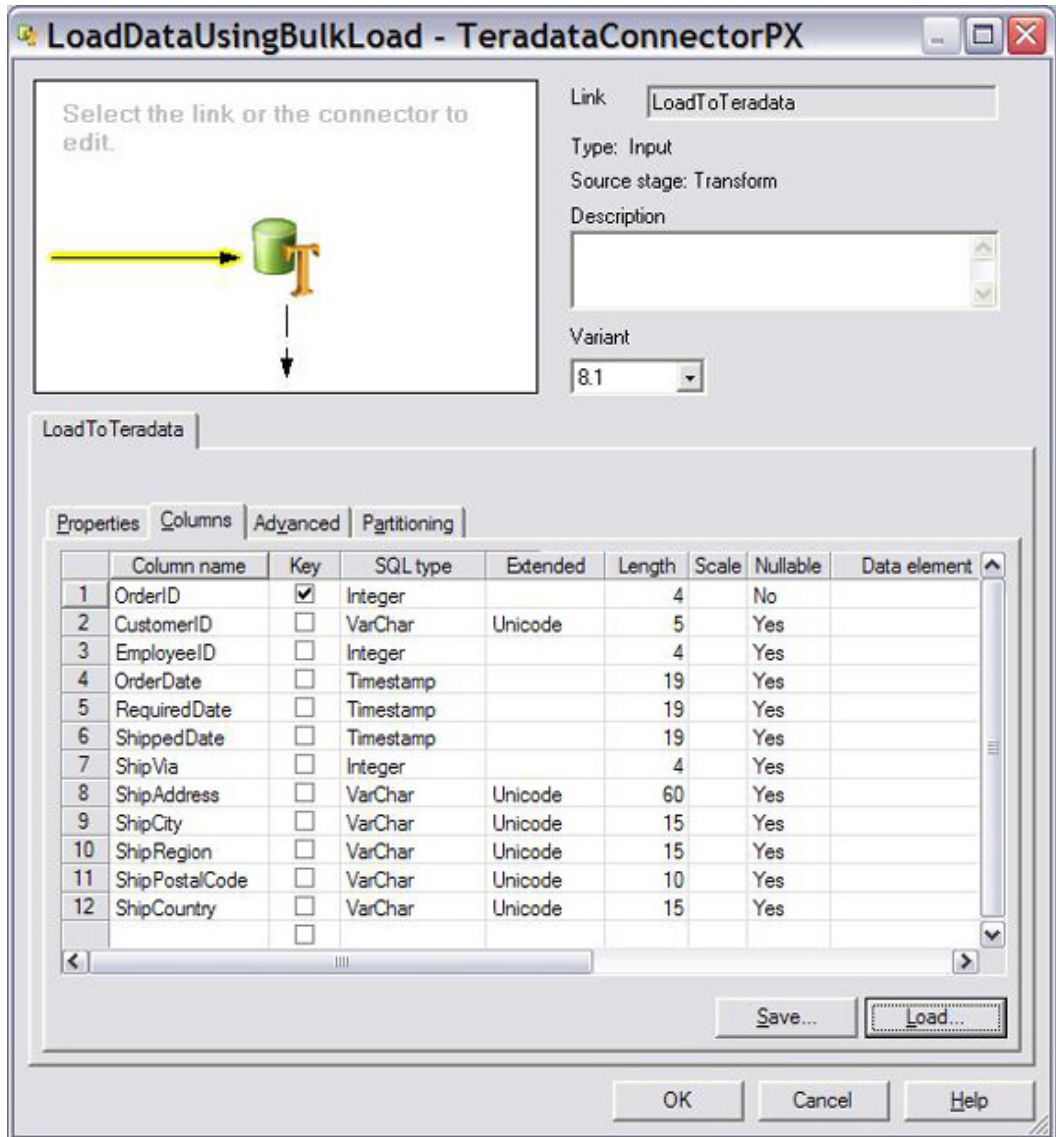 LoadDataUsingBulkLoad - TeradataConnectorPX
Select the link or the connector to
edit.
Link LoadToTeradata
Type: Input
Source stage: Transform
Description
Variant
8.1
LoadToTeradata
Properties Columns Advanced Partitioning
Column name Key SQL type Extended Length Scale Nullable Data element
1 OrderID Integer 4 No
2 CustomerID VarChar Unicode 5 Yes
3 EmployeeID Integer 4 Yes
4 OrderDate Timestamp 19 Yes
5 RequiredDate Timestamp 19 Yes
6 ShippedDate Timestamp 19 Yes
7 ShipVia Integer 4 Yes
8 ShipAddress VarChar Unicode 60 Yes
9 ShipCity VarChar Unicode 15 Yes
10 ShipRegion VarChar Unicode 15 Yes
11 ShipPostalCode VarChar Unicode 10 Yes
12 ShipCountry VarChar Unicode 15 Yes
Save... Load...
OK Cancel Help